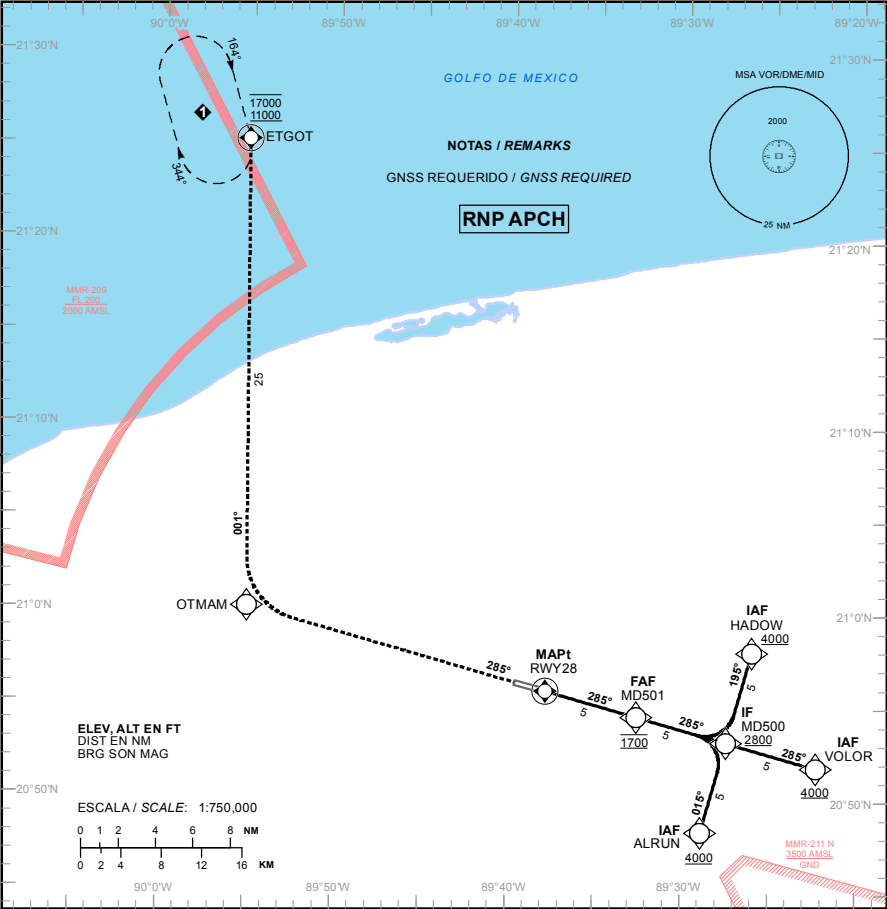 90°0'W
89°50'W
89°40'W
89°30'W
89°20'W
21°30'N
21°30'N
164°
GOLFO DE MEXICO
MSA VOR/DME/MID
17000
11000
1
2000
ETGOT
NOTAS / REMARKS
344°
GNSS REQUERIDO / GNSS REQUIRED
RNP APCH
25 NM
21°20'N
21°20'N
MMR-209
FL 200
2000 AMSL
25
21°10'N
21°10'N
001°
OTMAM
21°0'N
21°0'N
IAF
HADOW
4000
195°
5
MAPt
RWY28
285°
285°
5
FAF
MD501
1700
285°
5
IF
MD500
2800
285°
5
IAF
VOLOR
4000
015°
5
IAF
ALRUN
4000
ELEV, ALT EN FT
DIST EN NM
BRG SON MAG
20°50'N
20°50'N
ESCALA / SCALE: 1:750,000
0 1 2 4 6 8 NM
0 2 4 8 12 16 KM
MMR-211 N
3500 AMSL
GND
90°0'W
89°50'W
89°40'W
89°30'W